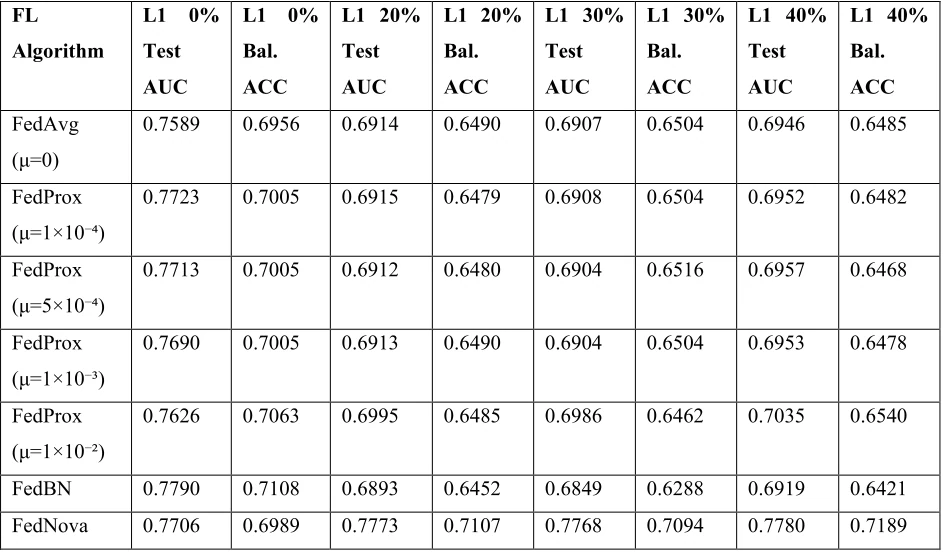 FL Algorithm | L1 0% Test AUC | L1 0% Bal. ACC | L1 20% Test AUC | L1 20% Bal. ACC | L1 30% Test AUC | L1 30% Bal. ACC | L1 40% Test AUC | L1 40% Bal. ACC
FedAvg (μ=0) | 0.7589 | 0.6956 | 0.6914 | 0.6490 | 0.6907 | 0.6504 | 0.6946 | 0.6485
FedProx (μ=1×10⁻⁴) | 0.7723 | 0.7005 | 0.6915 | 0.6479 | 0.6908 | 0.6504 | 0.6952 | 0.6482
FedProx (μ=5×10⁻⁴) | 0.7713 | 0.7005 | 0.6912 | 0.6480 | 0.6904 | 0.6516 | 0.6957 | 0.6468
FedProx (μ=1×10⁻³) | 0.7690 | 0.7005 | 0.6913 | 0.6490 | 0.6904 | 0.6504 | 0.6953 | 0.6478
FedProx (μ=1×10⁻²) | 0.7626 | 0.7063 | 0.6995 | 0.6485 | 0.6986 | 0.6462 | 0.7035 | 0.6540
FedBN | 0.7790 | 0.7108 | 0.6893 | 0.6452 | 0.6849 | 0.6288 | 0.6919 | 0.6421
FedNova | 0.7706 | 0.6989 | 0.7773 | 0.7107 | 0.7768 | 0.7094 | 0.7780 | 0.7189